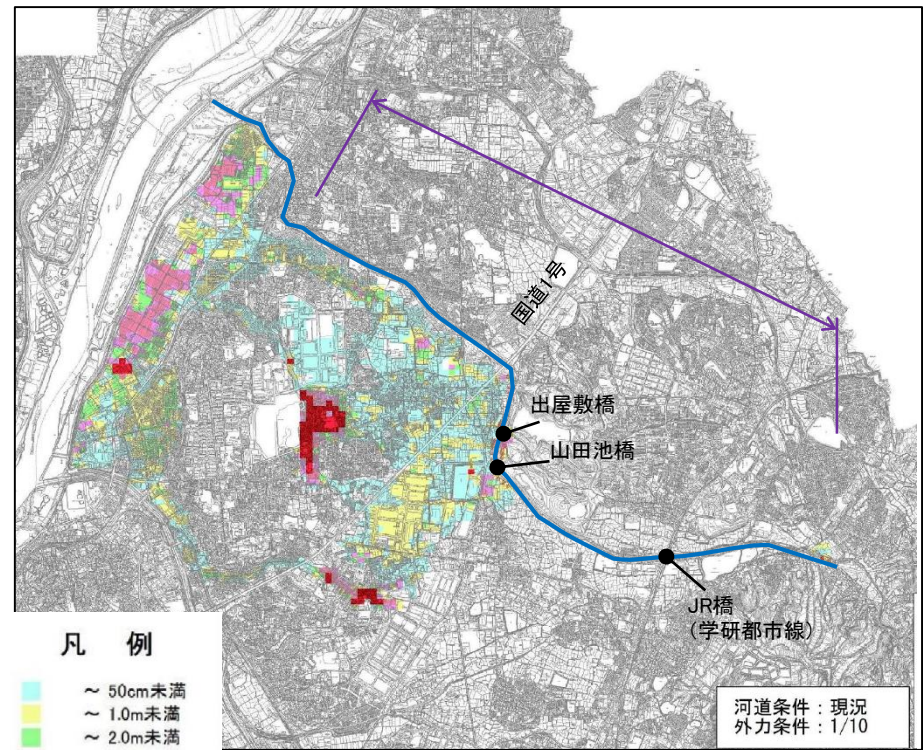 国道1号
出屋敷橋
山田池橋
JR橋
(学研都市線)
凡 例
~ 50cm未満
~ 1.0m未満
~ 2.0m未満
河道条件:現況
外力条件:1/10